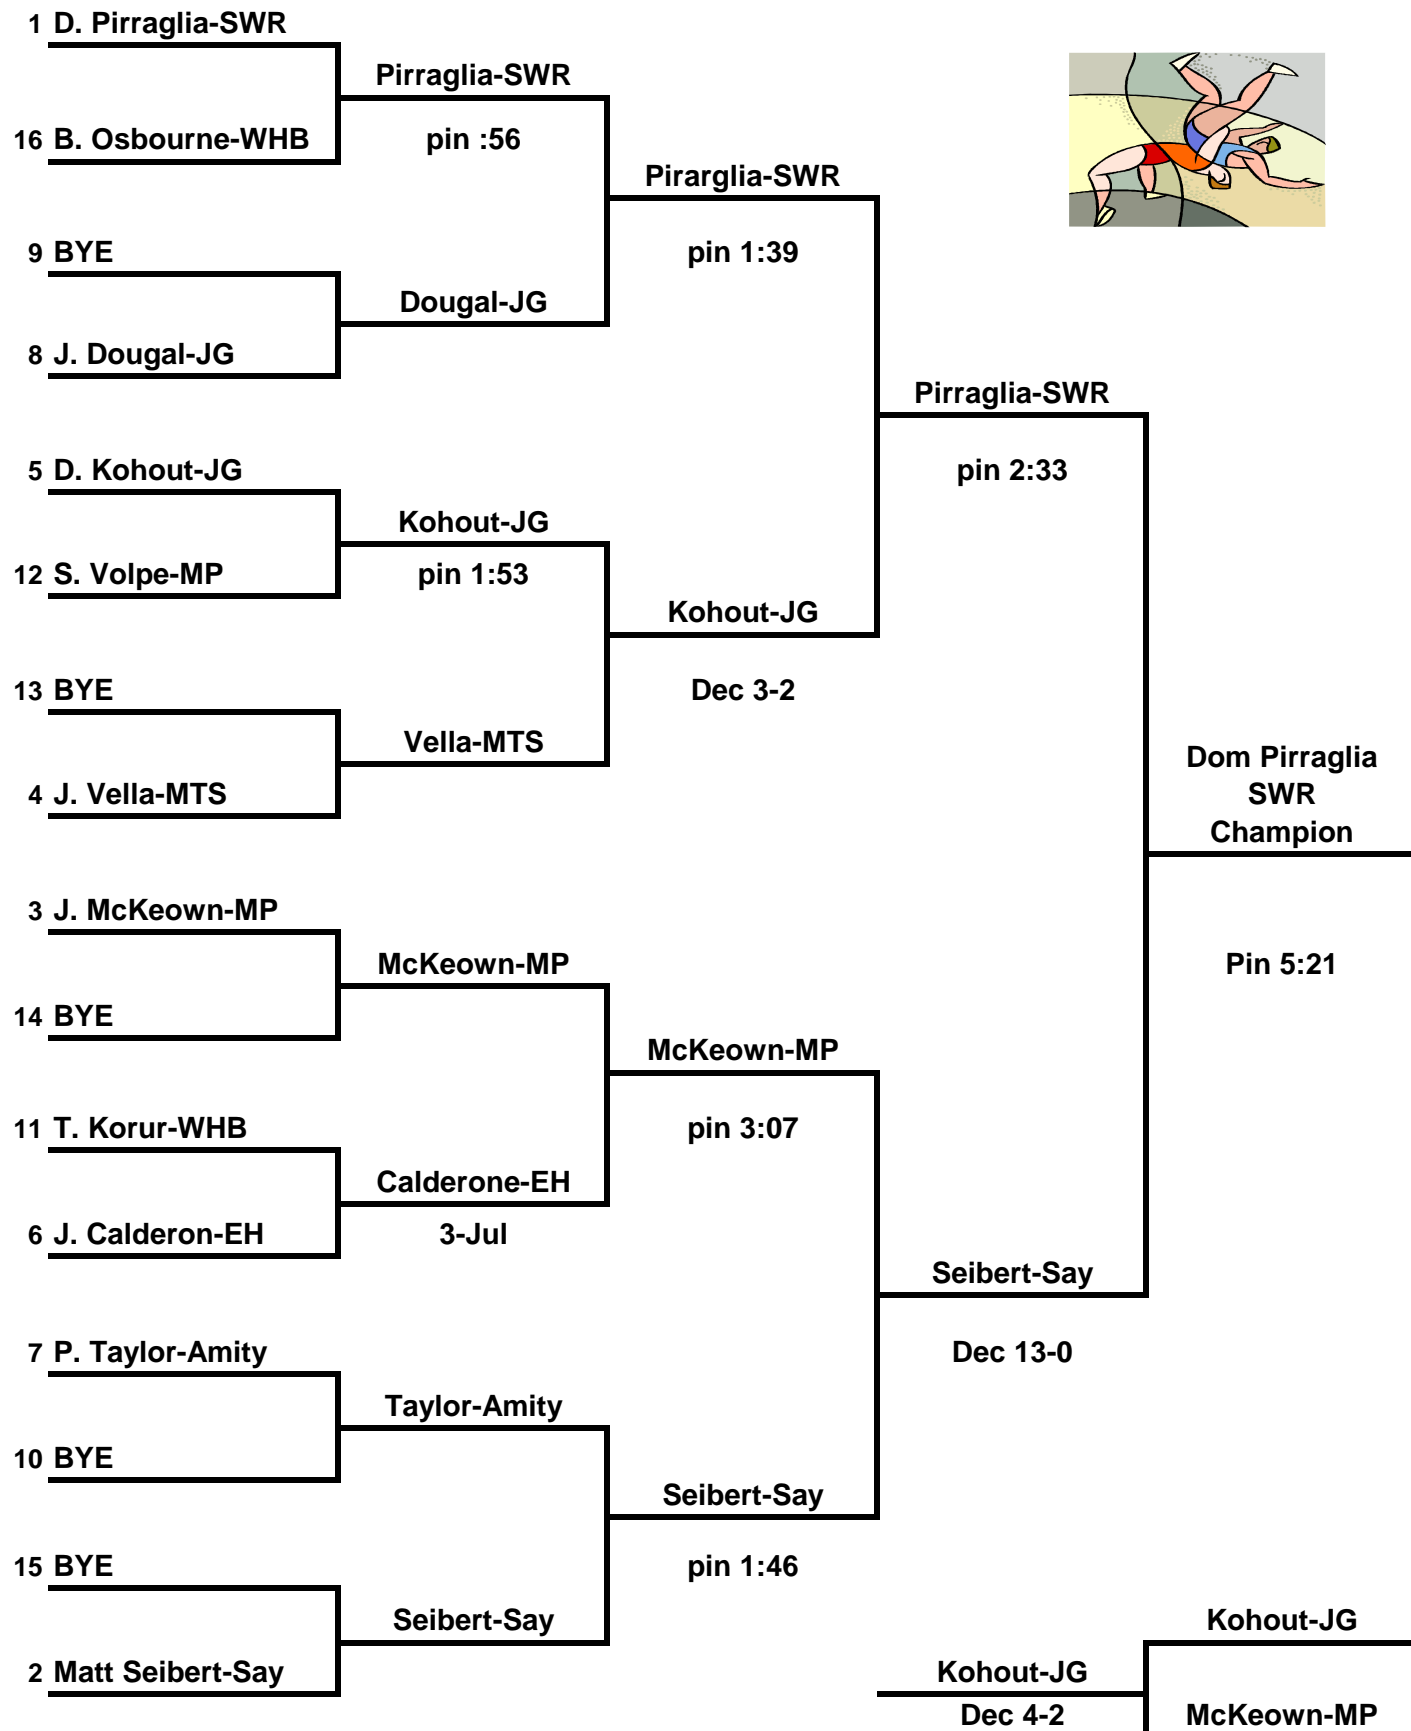 1 D. Pirraglia-SWR
Pirraglia-SWR
16 B. Osbourne-WHB
pin :56
Pirarglia-SWR
9 BYE
pin 1:39
Dougal-JG
8 J. Dougal-JG
Pirraglia-SWR
5 D. Kohout-JG
pin 2:33
Kohout-JG
12 S. Volpe-MP
pin 1:53
Kohout-JG
13 BYE
Dec 3-2
Vella-MTS
4 J. Vella-MTS
Dom Pirraglia
SWR
Champion
3 J. McKeown-MP
McKeown-MP
Pin 5:21
14 BYE
McKeown-MP
11 T. Korur-WHB
pin 3:07
Calderone-EH
6 J. Calderon-EH
3-Jul
Seibert-Say
7 P. Taylor-Amity
Dec 13-0
Taylor-Amity
10 BYE
Seibert-Say
15 BYE
pin 1:46
Seibert-Say
Kohout-JG
2 Matt Seibert-Say
Kohout-JG
Dec 4-2
McKeown-MP